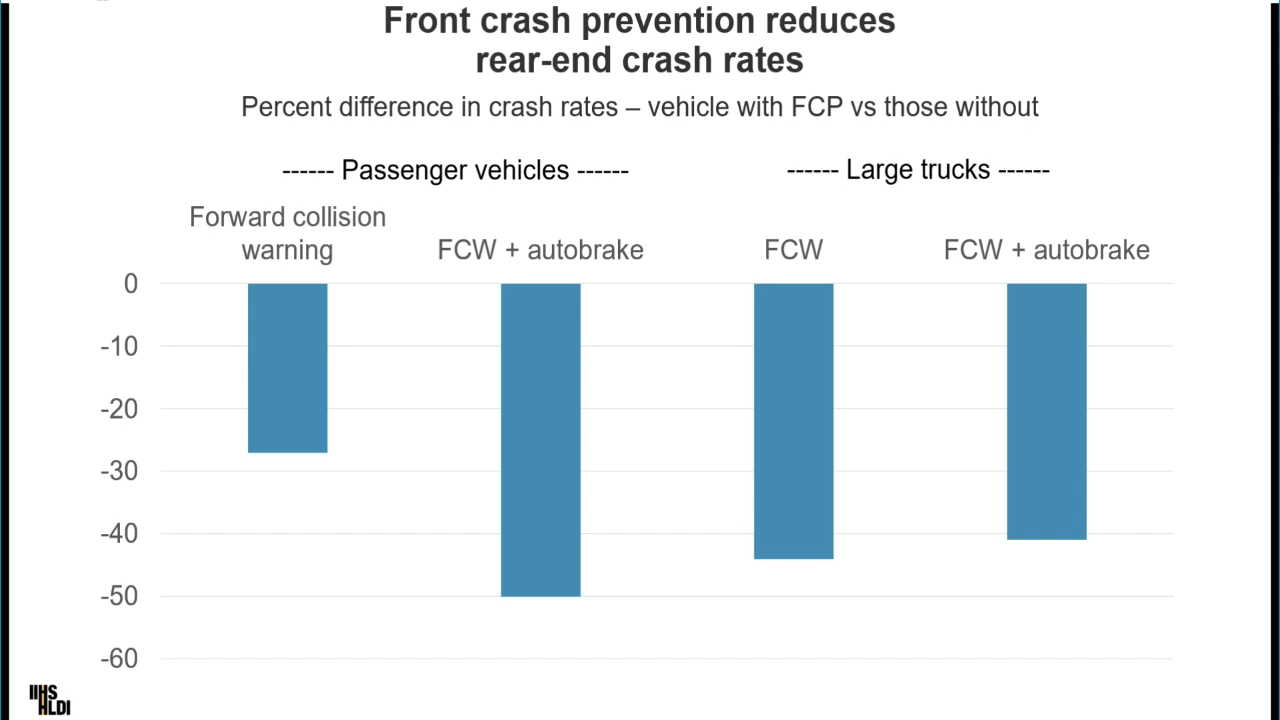 Front crash prevention reduces
rear-end crash rates
Percent difference in crash rates – vehicle with FCP vs those without
------ Passenger vehicles ------
------ Large trucks ------
Forward collision
warning
FCW + autobrake
FCW
FCW + autobrake
0
-10
-20
-30
-40
-50
-60
IIHS
HLDI